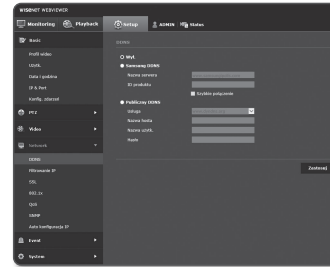 WISENET WEBVIEWER
Monitoring Playback Setup ADMIN Status
Basic
Profil wideo
Użytk.
Data i godzina
IP & Port
Konfig. zdarzeń
PTZ
Video
Network
DDNS
Filtrowanie IP
SSL
802.1x
QoS
SNMP
Auto konfiguracja IP
Event
System
DDNS
Wył.
Samsung DDNS
Nazwa serwera
ID produktu
Szybkie połączenie
Publiczny DDNS
Usługa
Nazwa hosta
Nazwa użytk.
Hasło
Zastosuj